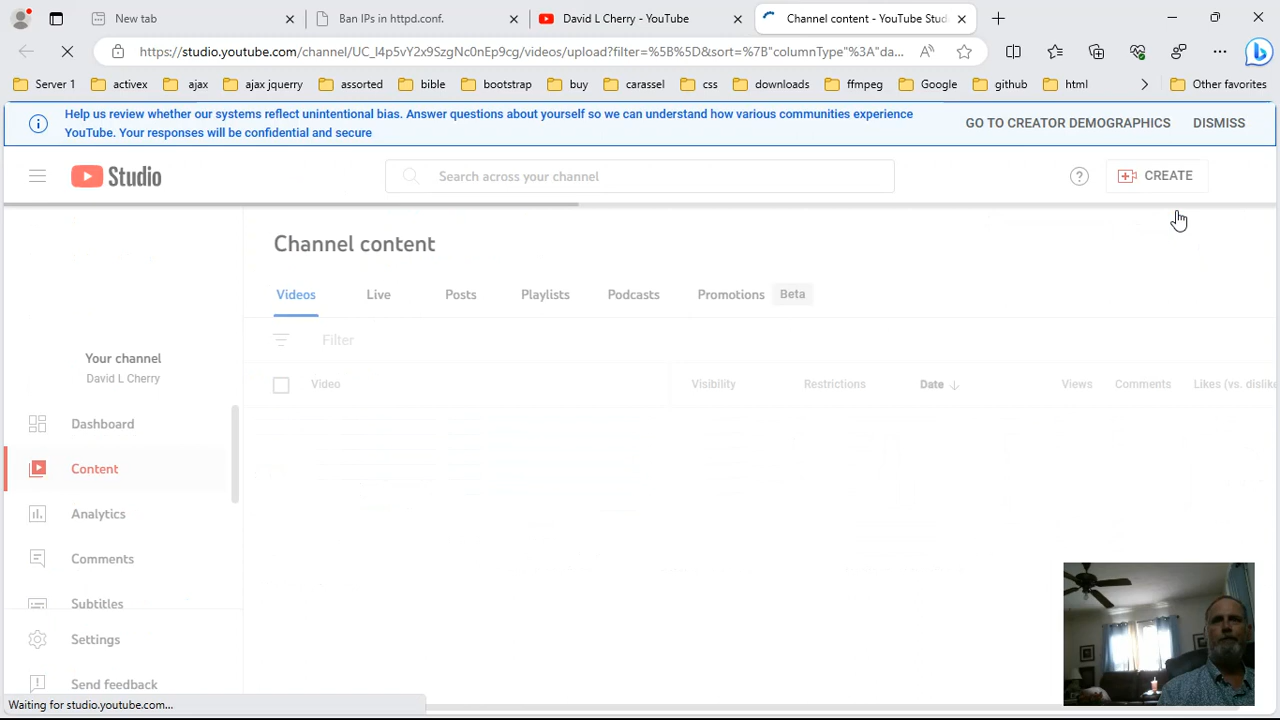 New tab
Ban IPs in httpd.conf.
David L Cherry - YouTube
Channel content - YouTube Stud
https://studio.youtube.com/channel/UC_l4p5vY2x9SzgNc0nEp9cg/videos/upload?filter=%5B%5D&sort=%7B"columnType"%3A"da...
Server 1
activex
ajax
ajax jquerry
assorted
bible
bootstrap
buy
carassel
css
downloads
ffmpeg
Google
github
html
Other favorites
Help us review whether our systems reflect unintentional bias. Answer questions about yourself so we can understand how various communities experience
YouTube. Your responses will be confidential and secure
GO TO CREATOR DEMOGRAPHICS
DISMISS
Studio
Search across your channel
CREATE
Channel content
Videos
Live
Posts
Playlists
Podcasts
Promotions
Beta
Filter
Your channel
David L Cherry
Video
Visibility
Restrictions
Date
Views
Comments
Likes (vs. dislike
Dashboard
Content
Analytics
Comments
Subtitles
Settings
Send feedback
Waiting for studio.youtube.com...